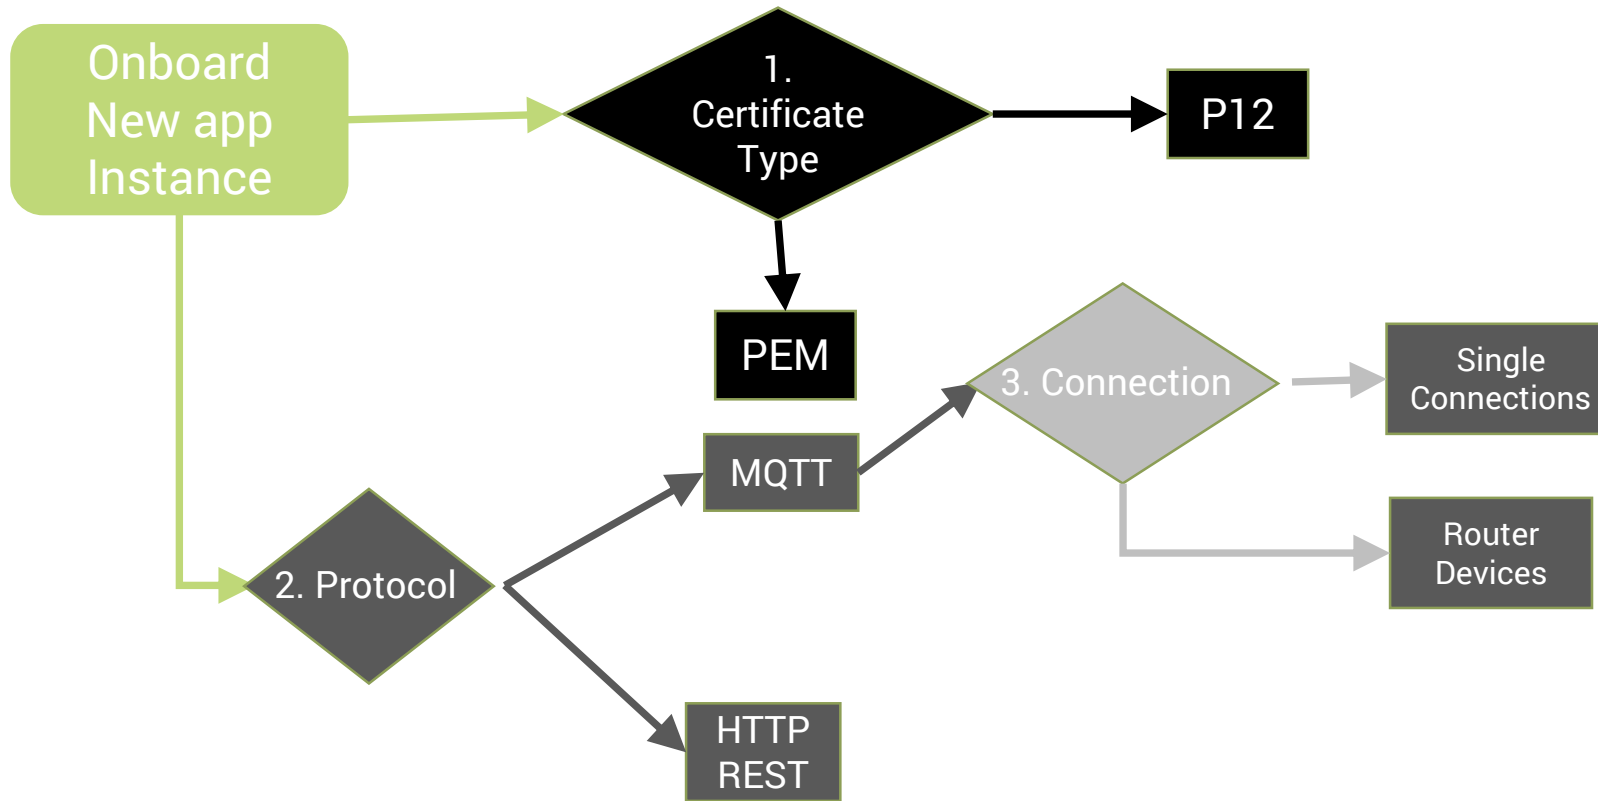 Onboard
New app
Instance
1.
Certificate
Type
P12
PEM
3. Connection
Single
Connections
MQTT
Router
Devices
2. Protocol
HTTP
REST